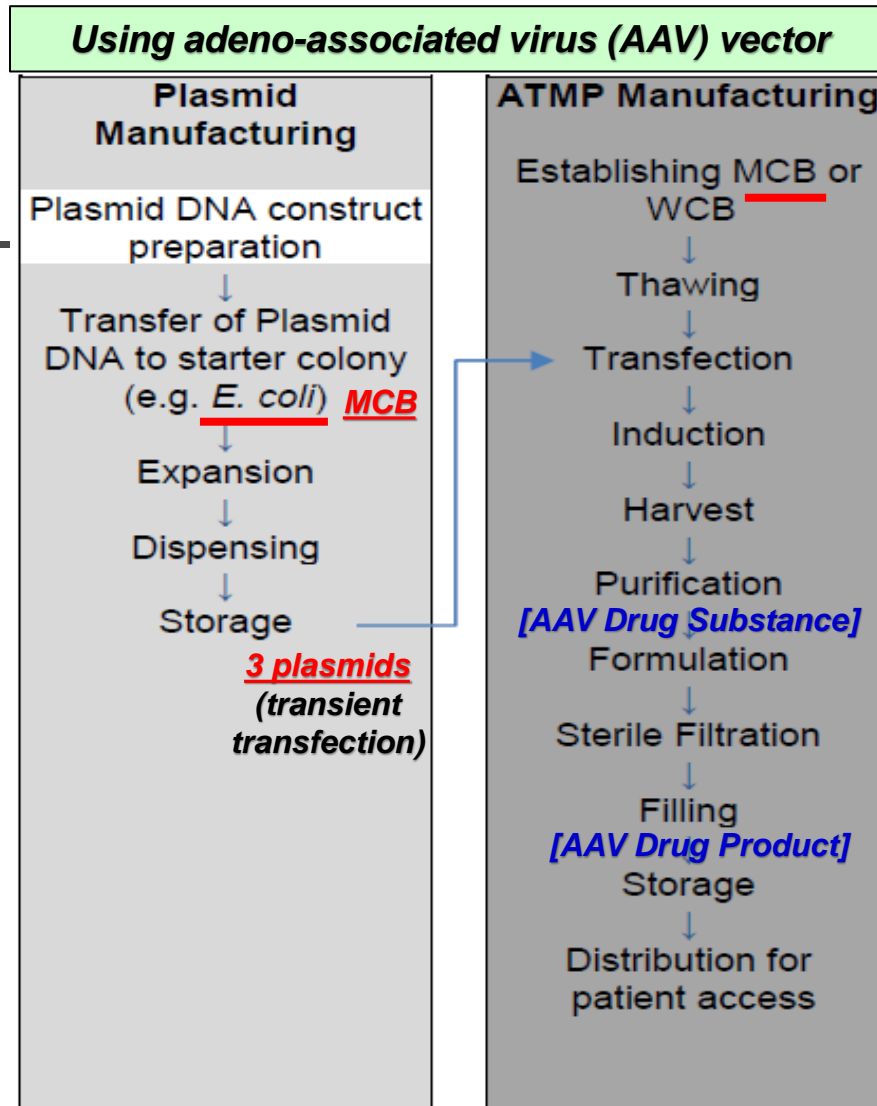 Using adeno-associated virus (AAV) vector
Plasmid
Manufacturing
Plasmid DNA construct
preparation
↓
Transfer of Plasmid
DNA to starter colony
(e.g. E. coli) MCB
↓
Expansion
↓
Dispensing
↓
Storage
3 plasmids
(transient
transfection)
ATMP Manufacturing
Establishing MCB or
WCB
↓
Thawing
↓
Transfection
↓
Induction
↓
Harvest
↓
Purification
[AAV Drug Substance]
Formulation
↓
Sterile Filtration
↓
Filling
[AAV Drug Product]
Storage
↓
Distribution for
patient access